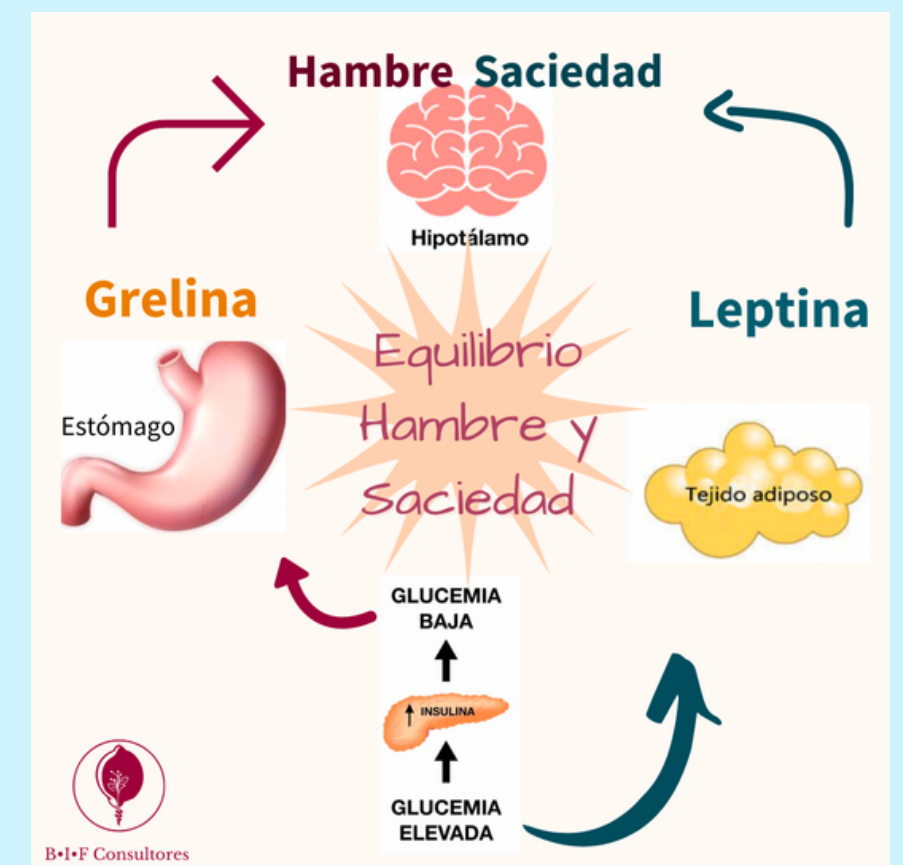 Hambre Saciedad
Hipotálamo
Grelina
Leptina
Estómago
Equilibrio
Hambre y
Saciedad
Tejido adiposo
GLUCEMIA
BAJA
INSULINA
GLUCEMIA
ELEVADA
B•I•F Consultores